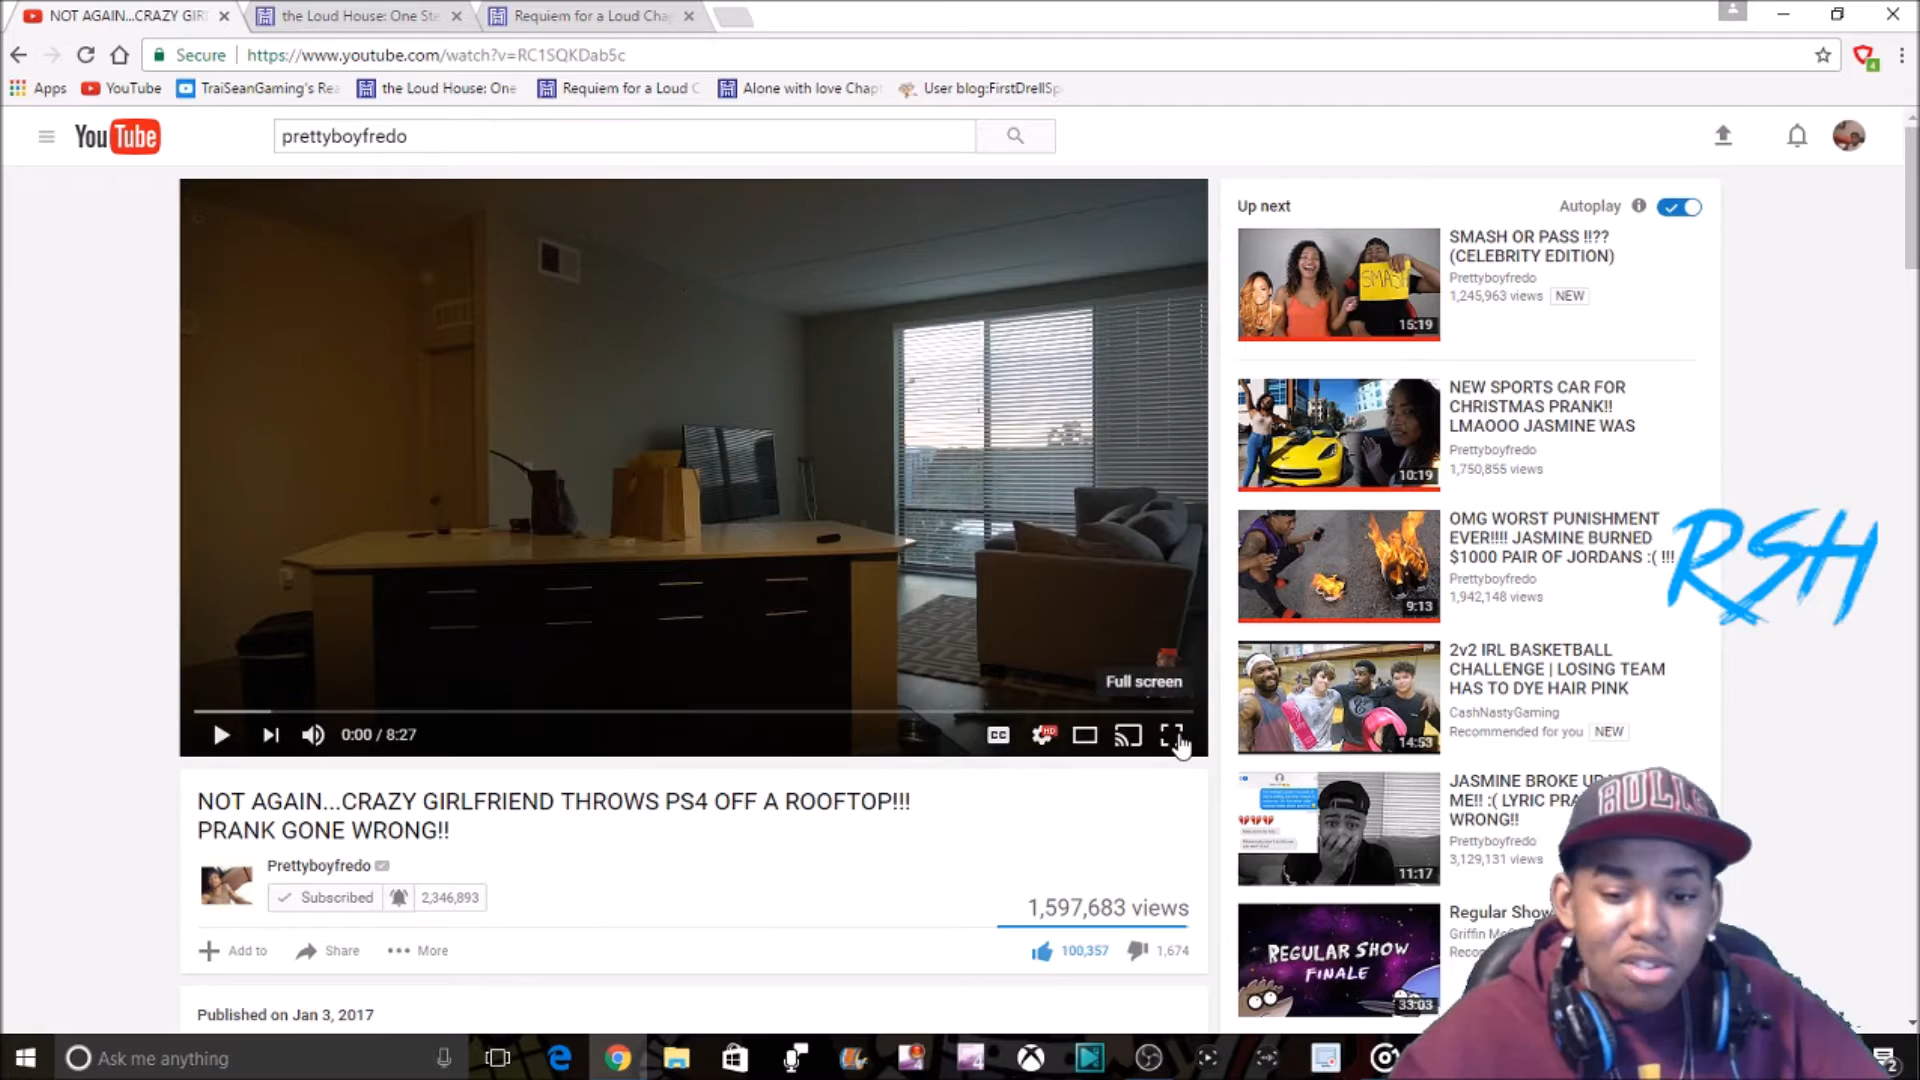 NOT AGAIN...CRAZY GIR
the Loud House: One Ste
Requiem for a Loud Cha
Secure
https://www.youtube.com/watch?v=RC1SQKDab5c
4
Apps
YouTube
TraiSeanGaming's Re
the Loud House: One
Requiem for a Loud C
Alone with love Chap
User blog:FirstDrellSp
YouTube
prettyboyfredo
Full screen
0:00 / 8:27
CC
HD
NOT AGAIN...CRAZY GIRLFRIEND THROWS PS4 OFF A ROOFTOP!!!
PRANK GONE WRONG!!
Prettyboyfredo
Subscribed
2,346,893
1,597,683 views
Add to
Share
More
100,357
1,674
Published on Jan 3, 2017
Up next
Autoplay
SMASH
15:19
SMASH OR PASS !!??
(CELEBRITY EDITION)
Prettyboyfredo
1,245,963 views
NEW
10:19
NEW SPORTS CAR FOR
CHRISTMAS PRANK!!
LMAOOO JASMINE WAS
Prettyboyfredo
1,750,855 views
9:13
OMG WORST PUNISHMENT
EVER!!!! JASMINE BURNED
$1000 PAIR OF JORDANS :( !!!
Prettyboyfredo
1,942,148 views
RSH
14:53
2v2 IRL BASKETBALL
CHALLENGE | LOSING TEAM
HAS TO DYE HAIR PINK
CashNastyGaming
Recommended for you
NEW
11:17
JASMINE BROKE UP
ME!! :( LYRIC PRA
WRONG!!
Prettyboyfredo
3,129,131 views
REGULAR SHOW
FINALE
33:03
Regular Show
Griffin Mc
Reco
BULLS
Ask me anything
2